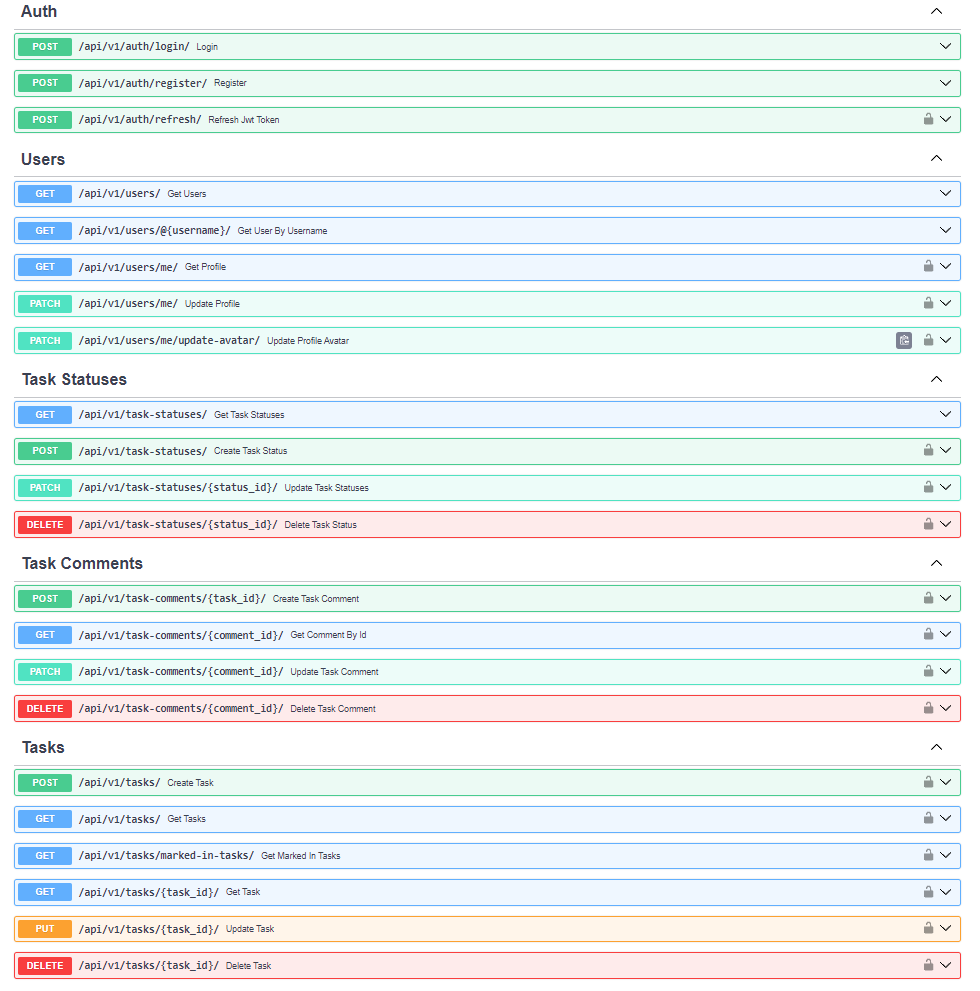 Auth
POST /api/v1/auth/login/ Login
POST /api/v1/auth/register/ Register
POST /api/v1/auth/refresh/ Refresh Jwt Token
Users
GET /api/v1/users/ Get Users
GET /api/v1/users/@{username}/ Get User By Username
GET /api/v1/users/me/ Get Profile
PATCH /api/v1/users/me/ Update Profile
PATCH /api/v1/users/me/update-avatar/ Update Profile Avatar
Task Statuses
GET /api/v1/task-statuses/ Get Task Statuses
POST /api/v1/task-statuses/ Create Task Status
PATCH /api/v1/task-statuses/{status_id}/ Update Task Statuses
DELETE /api/v1/task-statuses/{status_id}/ Delete Task Status
Task Comments
POST /api/v1/task-comments/{task_id}/ Create Task Comment
GET /api/v1/task-comments/{comment_id}/ Get Comment By Id
PATCH /api/v1/task-comments/{comment_id}/ Update Task Comment
DELETE /api/v1/task-comments/{comment_id}/ Delete Task Comment
Tasks
POST /api/v1/tasks/ Create Task
GET /api/v1/tasks/ Get Tasks
GET /api/v1/tasks/marked-in-tasks/ Get Marked In Tasks
GET /api/v1/tasks/{task_id}/ Get Task
PUT /api/v1/tasks/{task_id}/ Update Task
DELETE /api/v1/tasks/{task_id}/ Delete Task